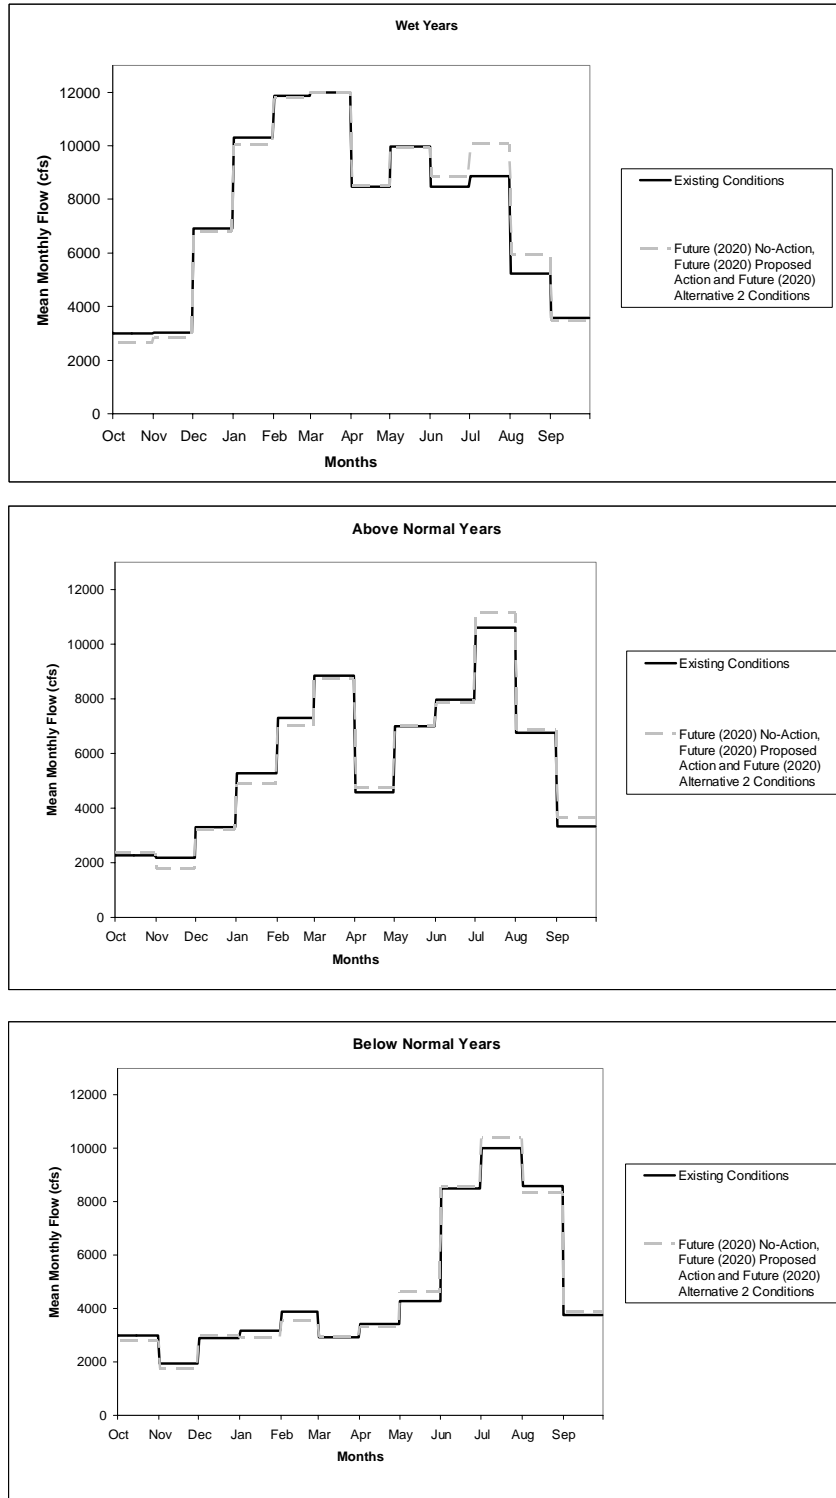 Wet Years
12000
10000
8000
6000
4000
2000
0
Mean Monthly Flow (cfs)
Oct Nov Dec Jan Feb Mar Apr May Jun Jul Aug Sep
Months
Existing Conditions
Future (2020) No-Action,
Future (2020) Proposed
Action and Future (2020)
Alternative 2 Conditions
Above Normal Years
12000
10000
8000
6000
4000
2000
0
Mean Monthly Flow (cfs)
Oct Nov Dec Jan Feb Mar Apr May Jun Jul Aug Sep
Months
Existing Conditions
Future (2020) No-Action,
Future (2020) Proposed
Action and Future (2020)
Alternative 2 Conditions
Below Normal Years
12000
10000
8000
6000
4000
2000
0
Mean Monthly Flow (cfs)
Oct Nov Dec Jan Feb Mar Apr May Jun Jul Aug Sep
Months
Existing Conditions
Future (2020) No-Action,
Future (2020) Proposed
Action and Future (2020)
Alternative 2 Conditions